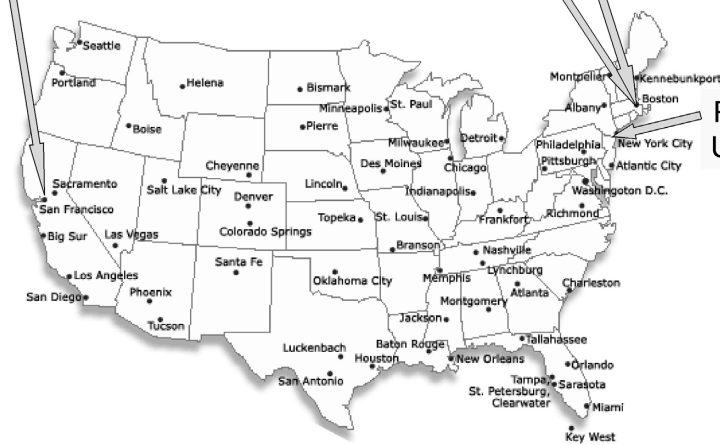 Seattle
Portland
Helena
Bismark
Minneapolis
St. Paul
Montpelier
Kennebunkport
Boston
Albany
Boise
Pierre
Milwaukee
Detroit
Philadelphia
New York City
Pittsburgh
Atlantic City
Cheyenne
Des Moines
Chicago
Sacramento
Salt Lake City
Lincoln
Indianapolis
Washingoton D.C.
San Francisco
Denver
Topeka
St. Louis
Frankfort
Richmond
Big Sur
Las Vegas
Colorado Springs
Branson
Nashville
Los Angeles
Santa Fe
Oklahoma City
Memphis
Lynchburg
San Diego
Phoenix
Atlanta
Charleston
Montgomery
Tucson
Jackson
Luckenbach
Baton Rouge
Tallahassee
Houston
New Orleans
Orlando
San Antonio
Tampa,
St. Petersburg,
Clearwater
Sarasota
Miami
Key West